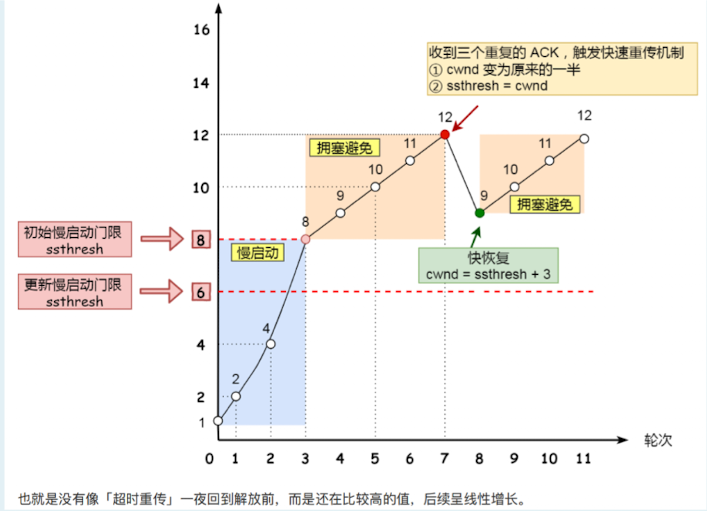 16
收到三个重复的 ACK，触发快速重传机制
① cwnd 变为原来的一半
② ssthresh = cwnd
14
12
12
12
拥塞避免
11
11
10
10
10
9
9
拥塞避免
初始慢启动门限
ssthresh
8
8
慢启动
快恢复
cwnd = ssthresh + 3
更新慢启动门限
ssthresh
6
4
4
2
2
1
轮次
0 1 2 3 4 5 6 7 8 9 10 11
也就是没有像「超时重传」一夜回到解放前，而是还在比较高的值，后续呈线性增长。